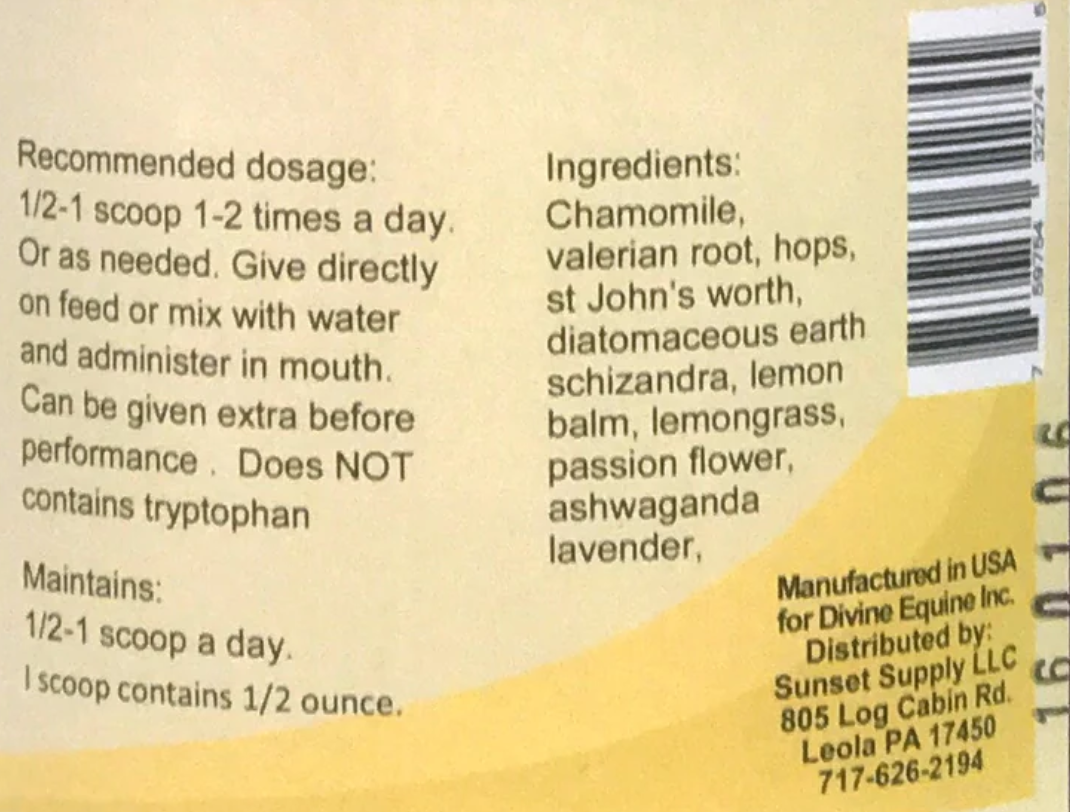 Recommended dosage:
1/2-1 scoop 1-2 times a day.
Or as needed. Give directly
on feed or mix with water
and administer in mouth.
Can be given extra before
performance . Does NOT
contains tryptophan
Maintains:
1/2-1 scoop a day.
I scoop contains 1/2 ounce.
Ingredients:
Chamomile,
valerian root, hops,
st John's worth,
diatomaceous earth
schizandra, lemon
balm, lemongrass,
passion flower,
ashwaganda
lavender,
Manufactured in USA
for Divine Equine Inc.
Distributed by:
Sunset Supply LLC
805 Log Cabin Rd.
Leola PA 17450
717-626-2194
7 59754 32274 6